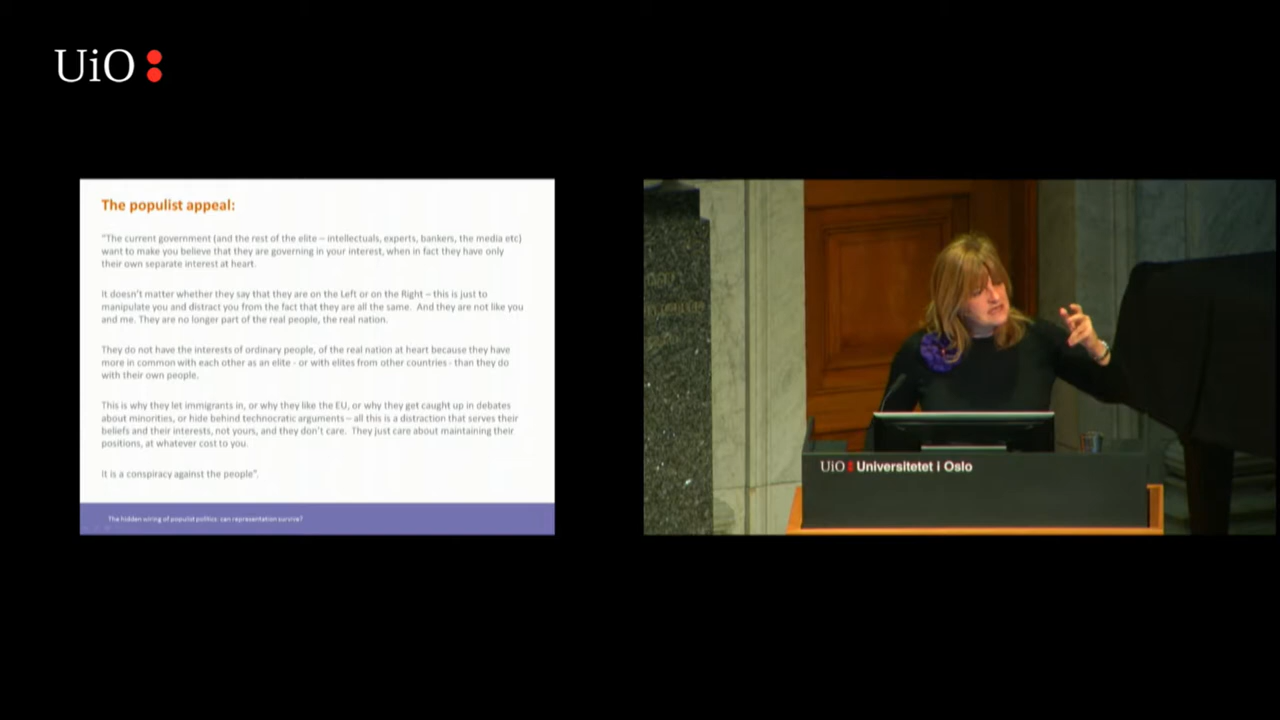 UiO
The populist appeal:
"The current government (and the rest of the elite – intellectuals, experts, bankers, the media etc)
want to make you believe that they are governing in your interest, when in fact they have only
their own separate interest at heart.
It doesn't matter whether they say that they are on the Left or on the Right – this is just to
manipulate you and distract you from the fact that they are all the same.  And they are not like you
and me. They are no longer part of the real people, the real nation.
They do not have the interests of ordinary people, of the real nation at heart because they have
more in common with each other as an elite - or with elites from other countries - than they do
with their own people.
This is why they let immigrants in, or why they like the EU, or why they get caught up in debates
about minorities, or hide behind technocratic arguments – all this is a distraction that serves their
beliefs and their interests, not yours, and they don't care.  They just care about maintaining their
positions, at whatever cost to you.
It is a conspiracy against the people".
The hidden wiring of populist politics: can representation survive?
UiO Universitetet i Oslo